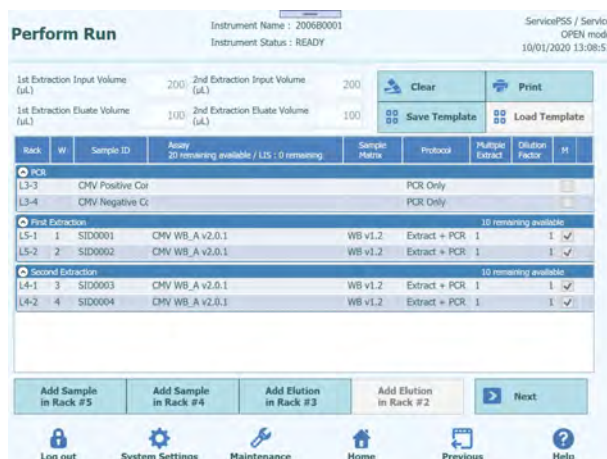 Perform Run
Instrument Name : 2006B0001
Instrument Status : READY
ServicePSS / Servic
OPEN mod
10/01/2020 13:08:5
1st Extraction Input Volume (µL) 200 2nd Extraction Input Volume (µL) 200
1st Extraction Eluate Volume (µL) 100 2nd Extraction Eluate Volume (µL) 100
Clear
Print
Save Template
Load Template
Rack W Sample ID Assay 20 remaining available / LIS : 0 remaining Sample Matrix Protocol Multiple Extract Dilution Factor M
PCR
L3-3 CMV Positive Cor PCR Only
L3-4 CMV Negative Cc PCR Only
First Extraction 10 remaining available
L5-1 1 SID0001 CMV WB_A v2.0.1 WB v1.2 Extract + PCR 1 1
L5-2 2 SID0002 CMV WB_A v2.0.1 WB v1.2 Extract + PCR 1 1
Second Extraction 10 remaining available
L4-1 3 SID0003 CMV WB_A v2.0.1 WB v1.2 Extract + PCR 1 1
L4-2 4 SID0004 CMV WB_A v2.0.1 WB v1.2 Extract + PCR 1 1
Add Sample in Rack #5
Add Sample in Rack #4
Add Elution in Rack #3
Add Elution in Rack #2
Next
Log out
System Settings
Maintenance
Home
Previous
Help